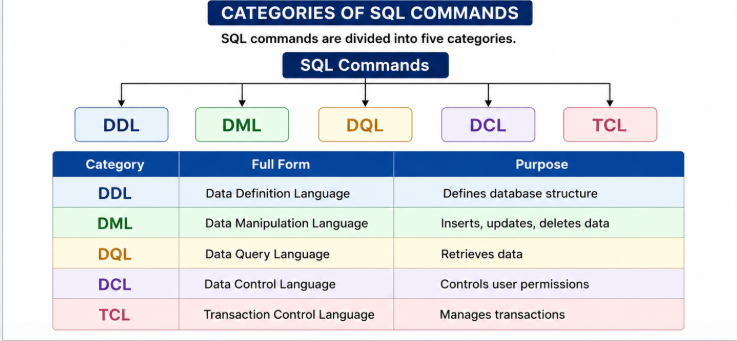 CATEGORIES OF SQL COMMANDS
SQL commands are divided into five categories.
SQL Commands
DDL DML DQL DCL TCL
Category Full Form Purpose
DDL Data Definition Language Defines database structure
DML Data Manipulation Language Inserts, updates, deletes data
DQL Data Query Language Retrieves data
DCL Data Control Language Controls user permissions
TCL Transaction Control Language Manages transactions